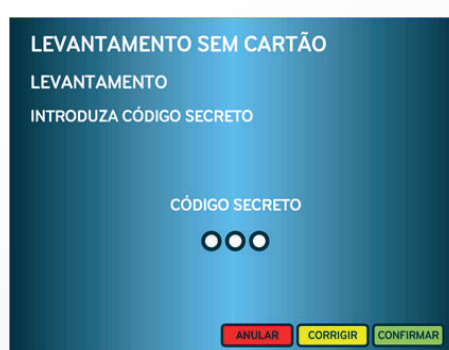 LEVANTAMENTO SEM CARTÃO
LEVANTAMENTO
INTRODUZA CÓDIGO SECRETO
CÓDIGO SECRETO
ANULAR CORRIGIR CONFIRMAR